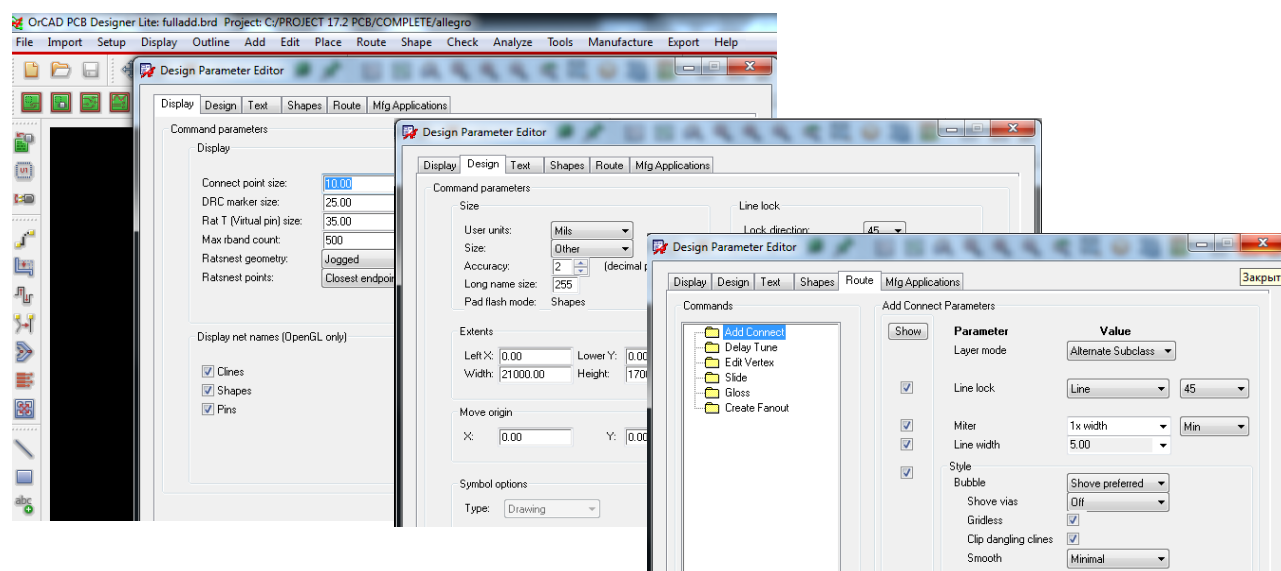 OrCAD PCB Designer Lite: fulladd.brd Project: C:/PROJECT 17.2 PCB/COMPLETE/allegro
File Import Setup Display Outline Add Edit Place Route Shape Check Analyze Tools Manufacture Export Help
Design Parameter Editor
Display Design Text Shapes Route Mfg Applications
Command parameters
Display
Connect point size: 10.00
DRC marker size: 25.00
Rat T (Virtual pin) size: 35.00
Max rband count: 500
Ratsnest geometry: Jogged
Ratsnest points: Closest endpoin
Display net names (OpenGL only)
Clines
Shapes
Pins
abc
Design Parameter Editor
Display Design Text Shapes Route Mfg Applications
Command parameters
Size
User units: Mils
Size: Other
Accuracy: 2 (decimal p
Long name size: 255
Pad flash mode: Shapes
Line lock
Lock direction: 45
Extents
Left X: 0.00 Lower Y: 0.00
Width: 21000.00 Height: 1700
Move origin
X: 0.00 Y: 0.00
Symbol options
Type: Drawing
Design Parameter Editor
Закрыт
Display Design Text Shapes Route Mfg Applications
Commands
Add Connect
Delay Tune
Edit Vertex
Slide
Gloss
Create Fanout
Add Connect Parameters
Show Parameter Value
Layer mode Alternate Subclass
Line lock Line 45
Miter 1x width Min
Line width 5.00
Style
Bubble Shove preferred
Shove vias Off
Gridless
Clip dangling clines
Smooth Minimal